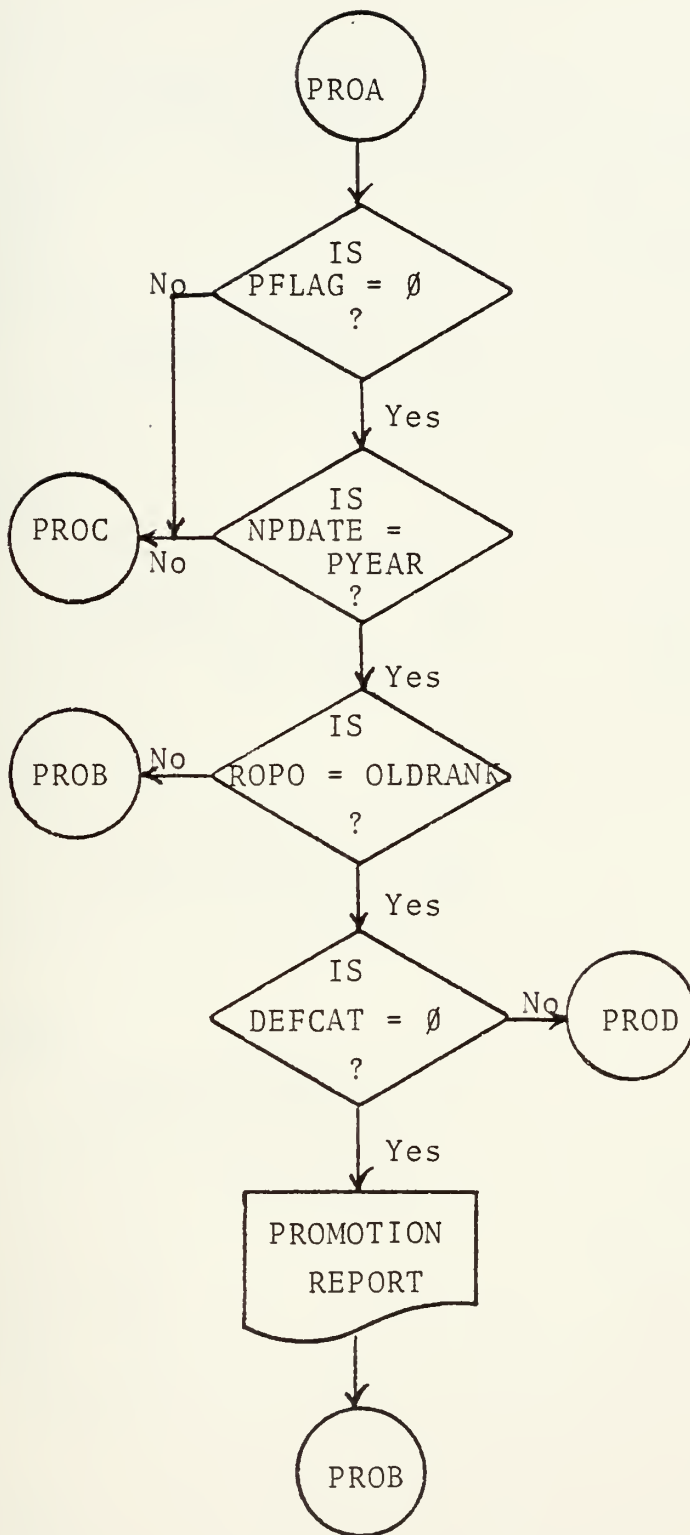 PROA
IS
No PFLAG = Ø
?
Yes
IS
PROC NPDATE =
No PYEAR
?
Yes
IS
PROB No ROPO = OLDRANK
?
Yes
IS
DEFCAT = Ø No PROD
?
Yes
PROMOTION
REPORT
PROB